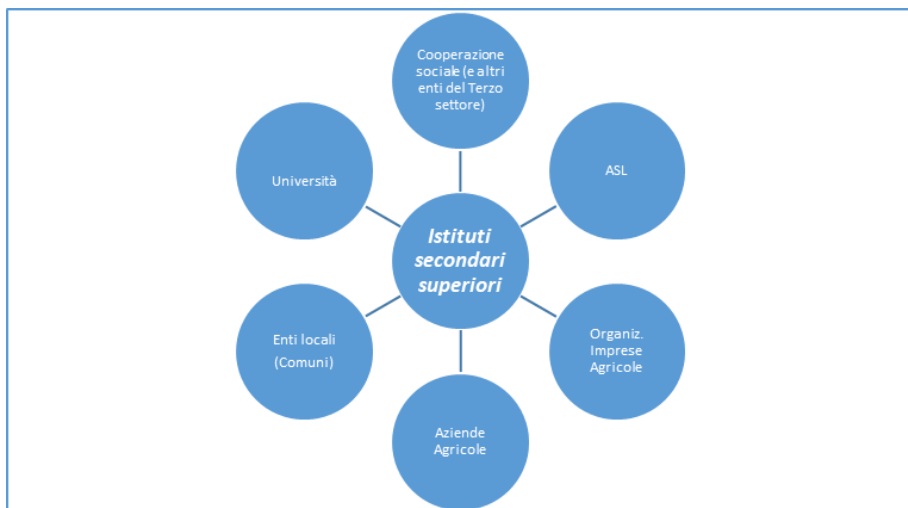 Cooperazione
sociale (e altri
enti del Terzo
settore)
ASL
Organiz.
Imprese
Agricole
Aziende
Agricole
Enti locali
(Comuni)
Università
Istituti
secondari
superiori